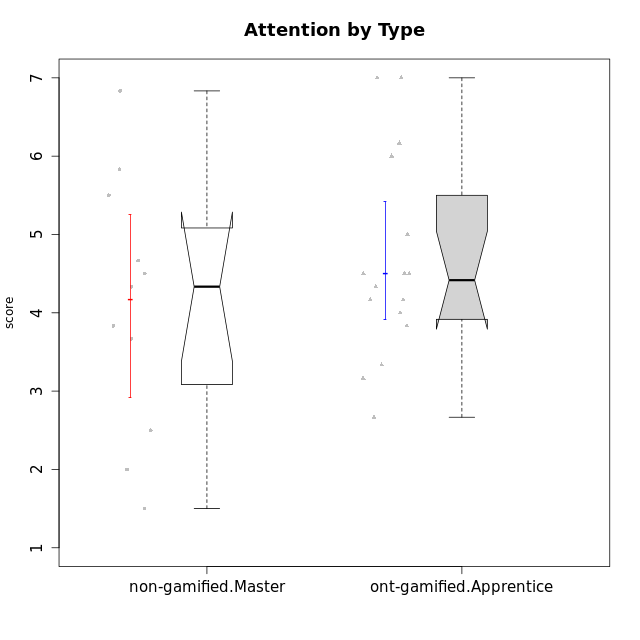 Attention by Type
score
7
6
5
4
3
2
1
non-gamified.Master
ont-gamified.Apprentice